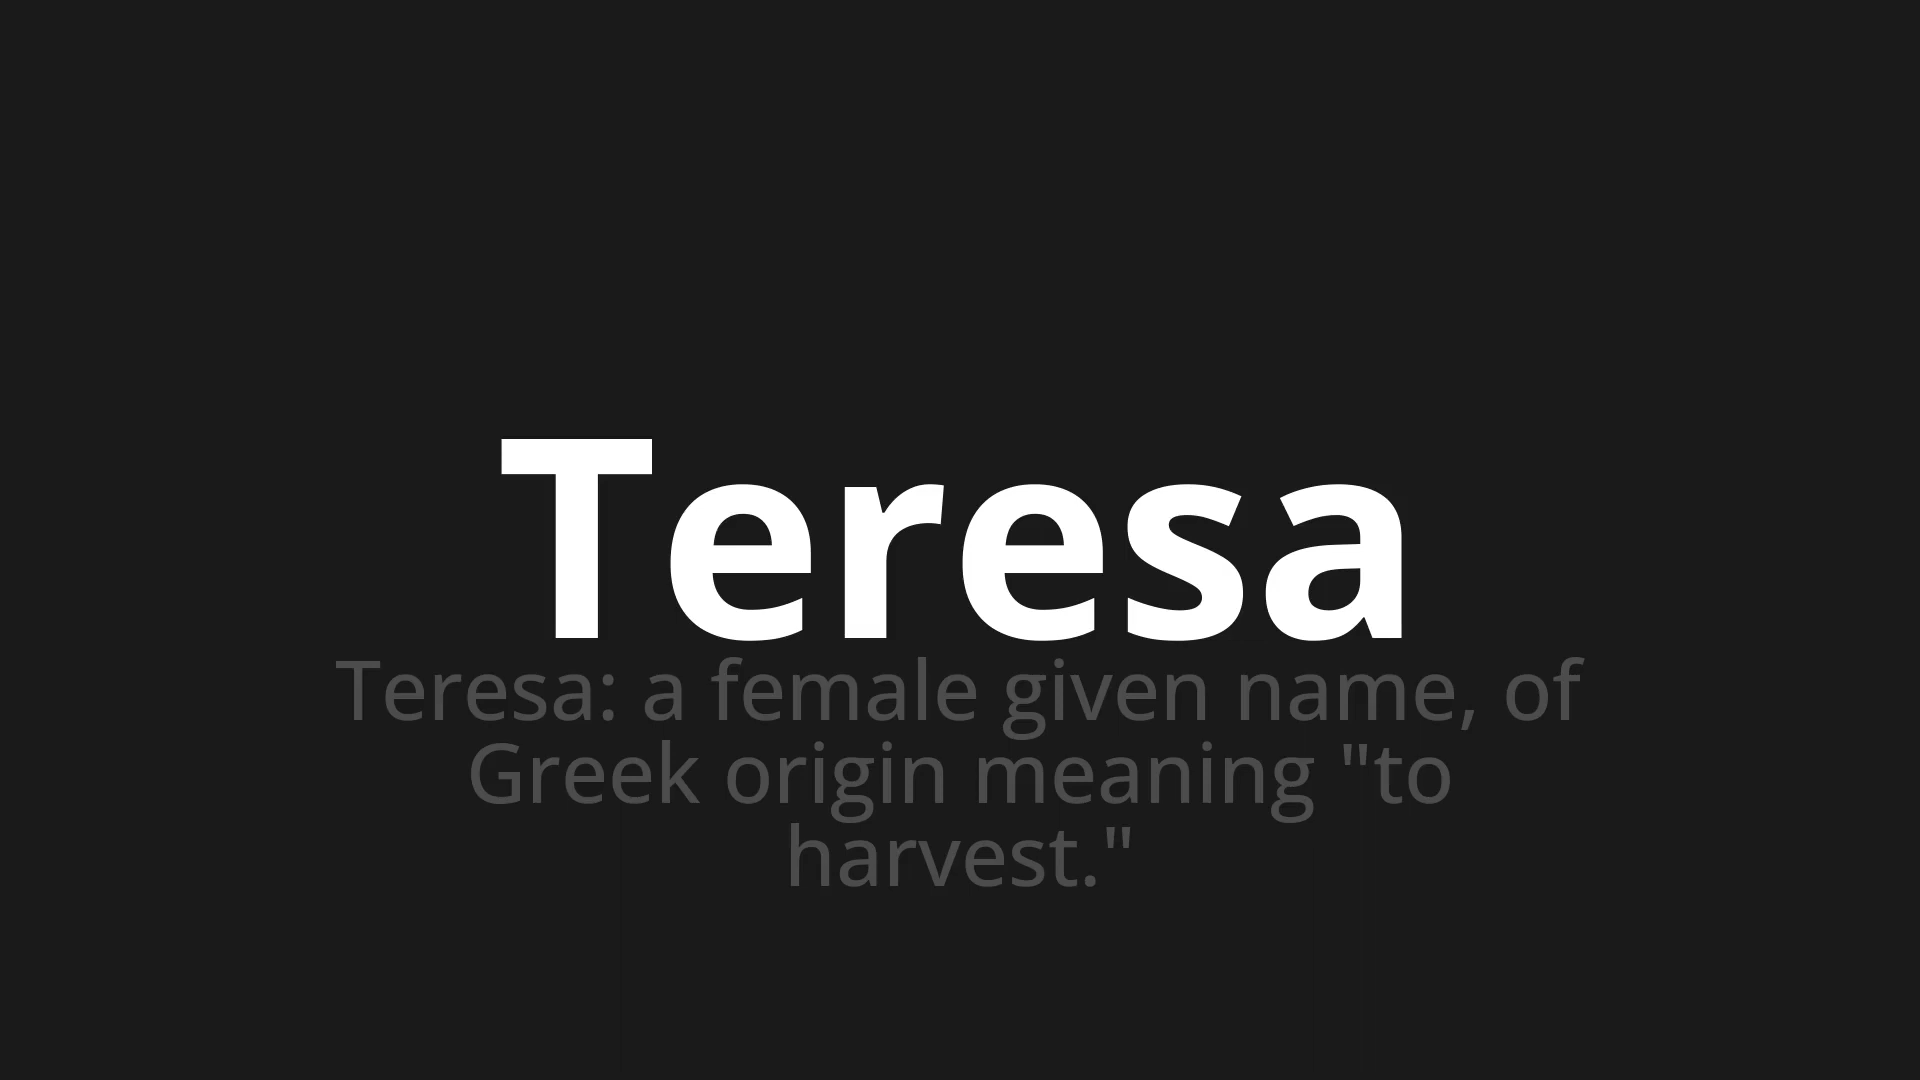 Teresa
Teresa: a female given name, of
Greek origin meaning "to
harvest."